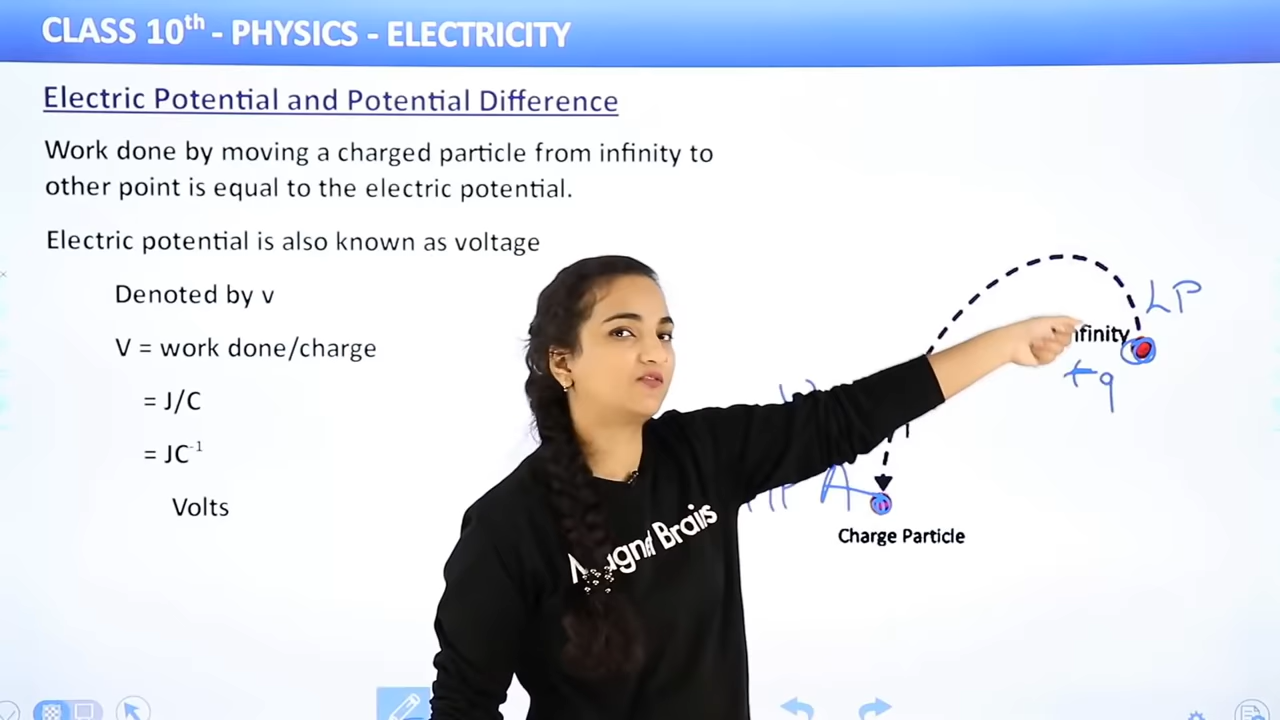 CLASS 10th - PHYSICS - ELECTRICITY
Electric Potential and Potential Difference
Work done by moving a charged particle from infinity to
other point is equal to the electric potential.
Electric potential is also known as voltage
Denoted by v
V = work done/charge
= J/C
= JC-1
Volts
LP
+q
A
Charge Particle
Brains